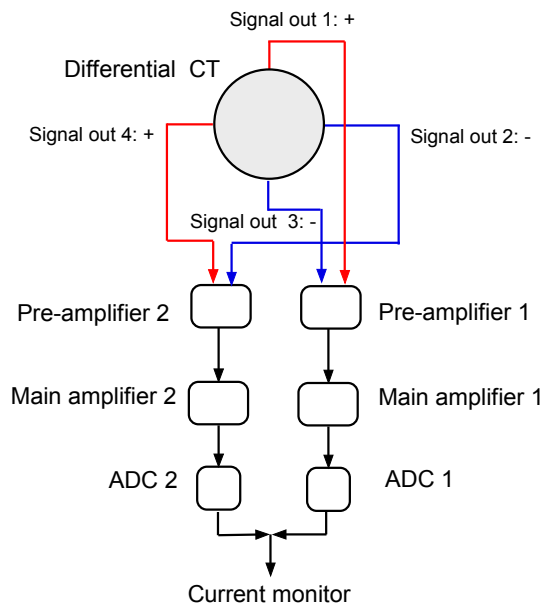 Signal out 1: +
Differential CT
Signal out 4: +
Signal out 2: -
Signal out 3: -
Pre-amplifier 2
Pre-amplifier 1
Main amplifier 2
Main amplifier 1
ADC 2
ADC 1
Current monitor